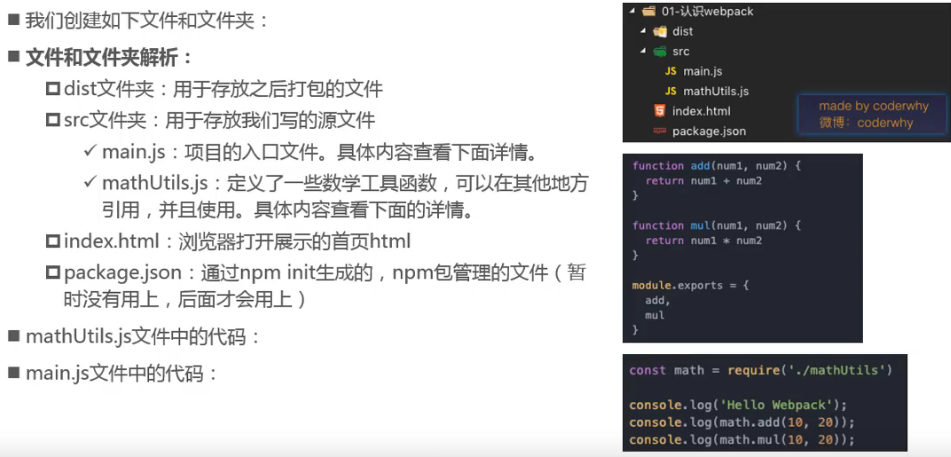 我们创建如下文件和文件夹：
文件和文件夹解析：
dist文件夹：用于存放之后打包的文件
src文件夹：用于存放我们写的源文件
main.js：项目的入口文件。具体内容查看下面详情。
mathUtils.js：定义了一些数学工具函数，可以在其他地方
引用，并且使用。具体内容查看下面的详情。
index.html：浏览器打开展示的首页html
package.json：通过npm init生成的，npm包管理的文件（暂
时没有用上，后面才会用上）
mathUtils.js文件中的代码：
main.js文件中的代码：
01-认识webpack
dist
src
JS main.js
JS mathUtils.js
index.html
package.json
made by coderwhy
微博：coderwhy
function add(num1, num2) {
return num1 + num2
}
function mul(num1, num2) {
return num1 * num2
}
module.exports = {
add,
mul
}
const math = require('./mathUtils')
console.log('Hello Webpack');
console.log(math.add(10, 20));
console.log(math.mul(10, 20));